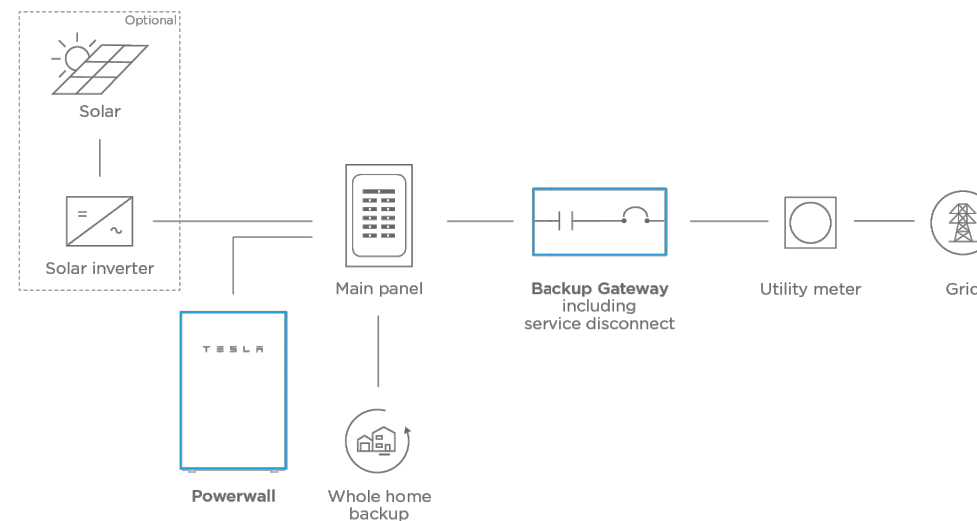 Optional
Solar
Solar inverter
Main panel
Backup Gateway
including
service disconnect
Utility meter
Grid
TESLA
Powerwall
Whole home
backup